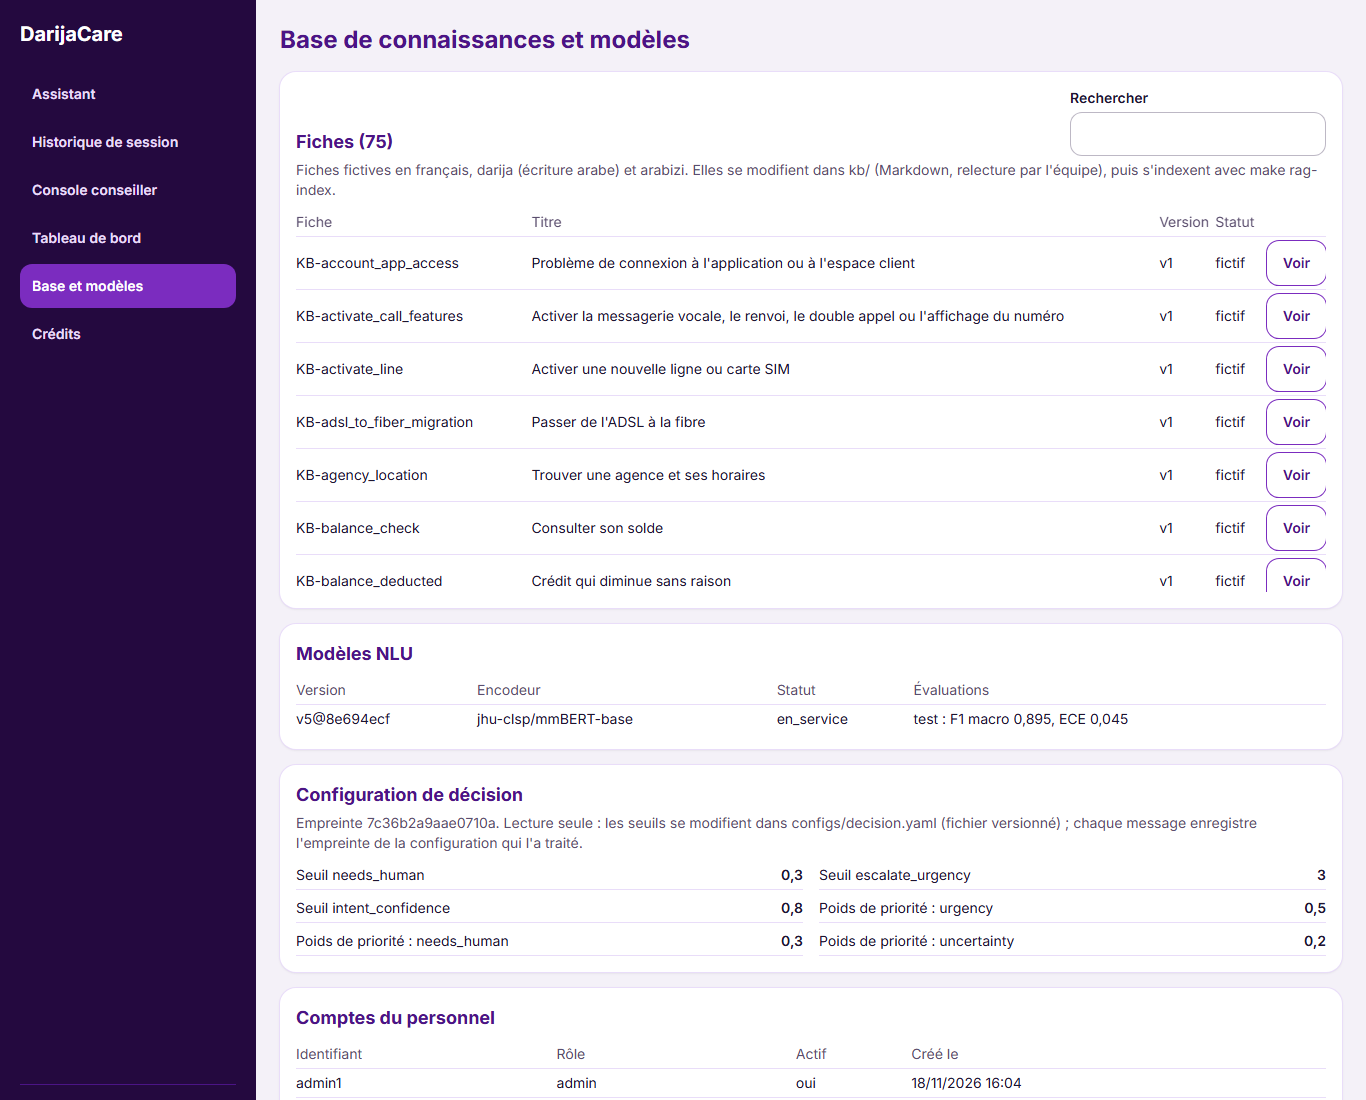 DarijaCare
Assistant
Historique de session
Console conseiller
Tableau de bord
Base et modèles
Crédits
Base de connaissances et modèles
Rechercher
Fiches (75)
Fiches fictives en français, darija (écriture arabe) et arabizi. Elles se modifient dans kb/ (Markdown, relecture par l'équipe), puis s'indexent avec make rag-
index.
Fiche Titre Version Statut
KB-account_app_access Problème de connexion à l'application ou à l'espace client v1 fictif Voir
KB-activate_call_features Activer la messagerie vocale, le renvoi, le double appel ou l'affichage du numéro v1 fictif Voir
KB-activate_line Activer une nouvelle ligne ou carte SIM v1 fictif Voir
KB-adsl_to_fiber_migration Passer de l'ADSL à la fibre v1 fictif Voir
KB-agency_location Trouver une agence et ses horaires v1 fictif Voir
KB-balance_check Consulter son solde v1 fictif Voir
KB-balance_deducted Crédit qui diminue sans raison v1 fictif Voir
Modèles NLU
Version Encodeur Statut Évaluations
v5@8e694ecf jhu-clsp/mmBERT-base en_service test : F1 macro 0,895, ECE 0,045
Configuration de décision
Empreinte 7c36b2a9aae0710a. Lecture seule : les seuils se modifient dans configs/decision.yaml (fichier versionné) ; chaque message enregistre
l'empreinte de la configuration qui l'a traité.
Seuil needs_human 0,3 Seuil escalate_urgency 3
Seuil intent_confidence 0,8 Poids de priorité : urgency 0,5
Poids de priorité : needs_human 0,3 Poids de priorité : uncertainty 0,2
Comptes du personnel
Identifiant Rôle Actif Créé le
admin1 admin oui 18/11/2026 16:04